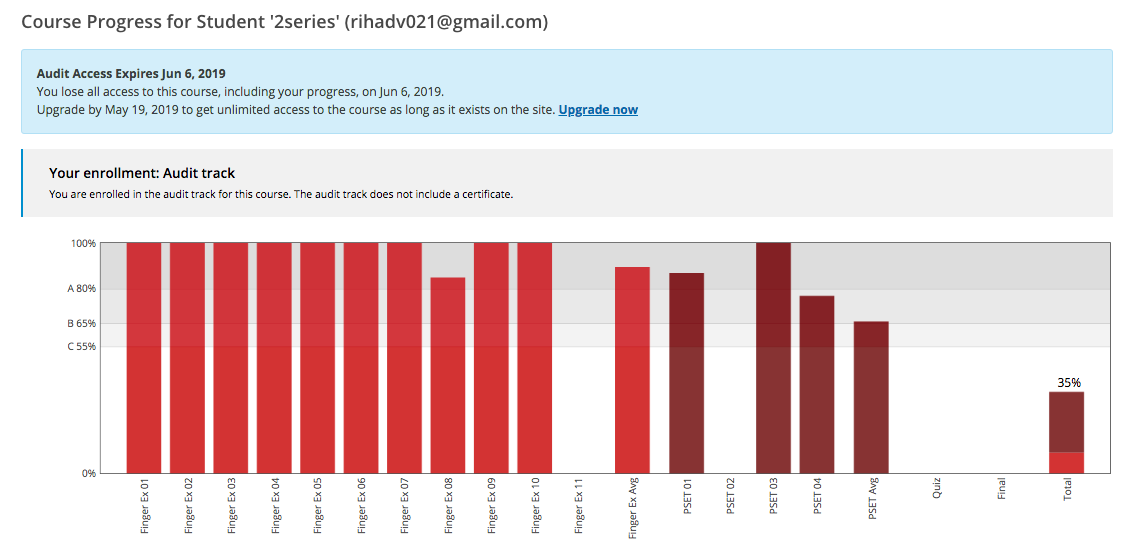 Course Progress for Student '2series' (rihadv021@gmail.com)
Audit Access Expires Jun 6, 2019
You lose all access to this course, including your progress, on Jun 6, 2019.
Upgrade by May 19, 2019 to get unlimited access to the course as long as it exists on the site. Upgrade now
Your enrollment: Audit track
You are enrolled in the audit track for this course. The audit track does not include a certificate.
100%
A 80%
B 65%
C 55%
0%
35%
Finger Ex 01
Finger Ex 02
Finger Ex 03
Finger Ex 04
Finger Ex 05
Finger Ex 06
Finger Ex 07
Finger Ex 08
Finger Ex 09
Finger Ex 10
Finger Ex 11
Finger Ex Avg
PSET 01
PSET 02
PSET 03
PSET 04
PSET Avg
Quiz
Final
Total